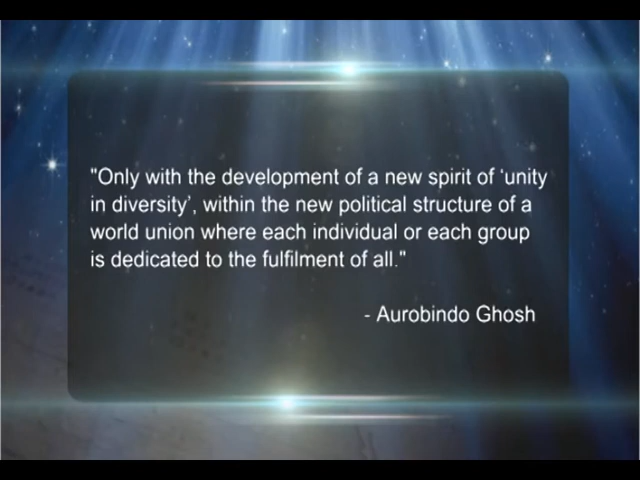 "Only with the development of a new spirit of ‘unity
in diversity’, within the new political structure of a
world union where each individual or each group
is dedicated to the fulfilment of all."
- Aurobindo Ghosh